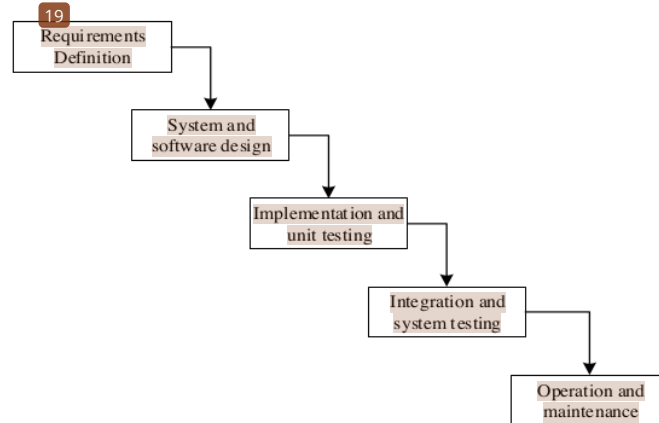 19
Requirements
Definition
System and
software design
Implementation and
unit testing
Integration and
system testing
Operation and
maintenance